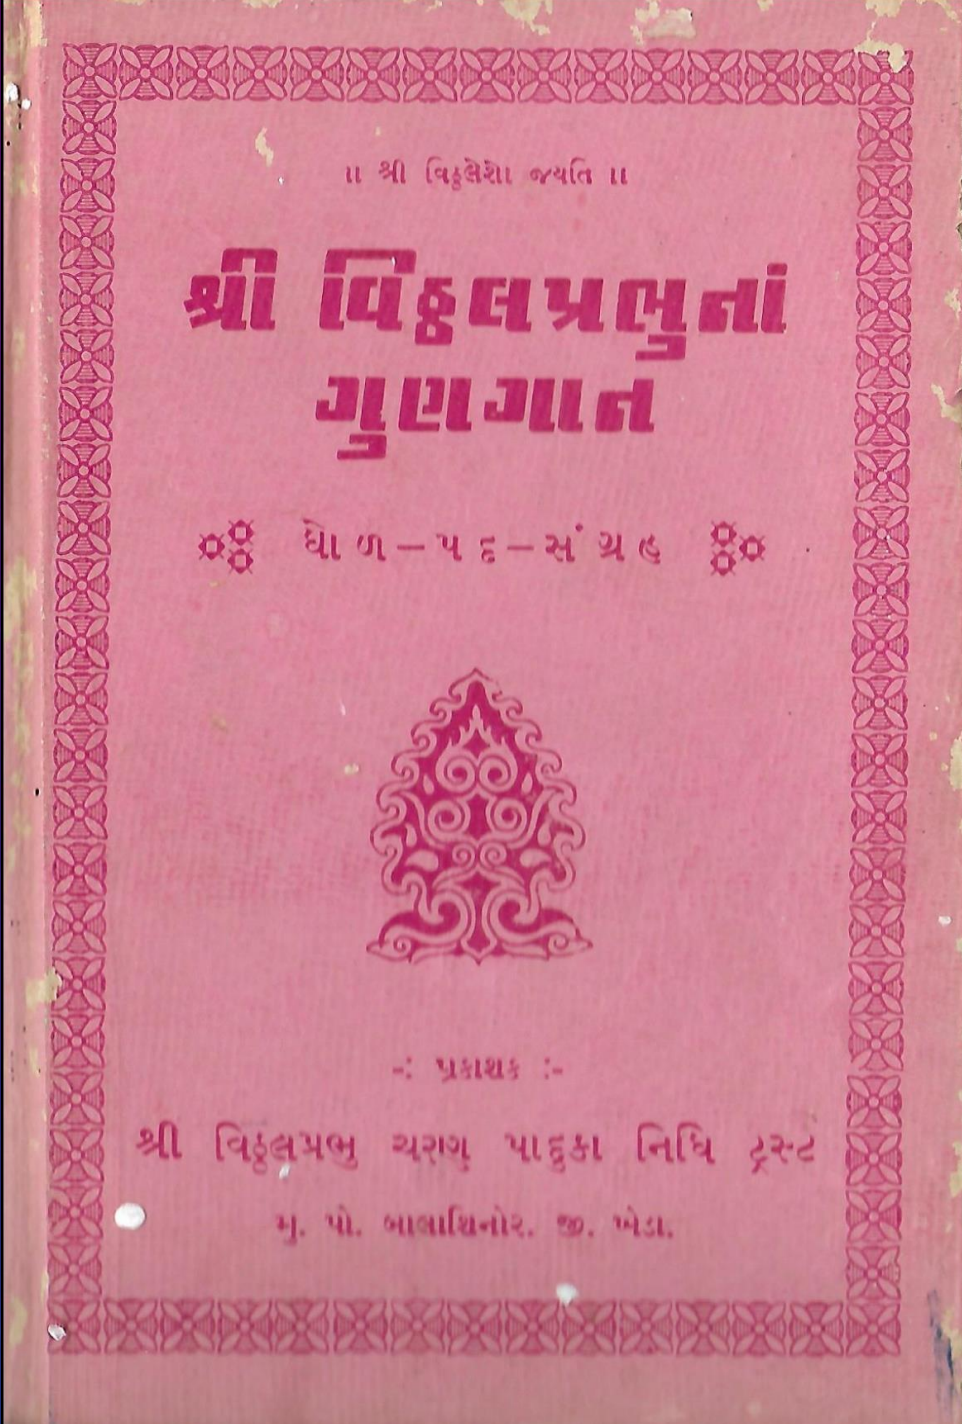 ॥ શ્રી વિઠ્ઠલેશો જયતિ ॥
શ્રી વિઠ્ઠલપ્રભુનાં
ગુણગાન
ધોળ – પદ – સંગ્રહ
-: પ્રકાશક :-
શ્રી વિઠ્ઠલપ્રભુ ચરણ પાદુકા નિધિ ટ્રસ્ટ
મુ. પો. બાલાશિનોર. જી. ખેડા.